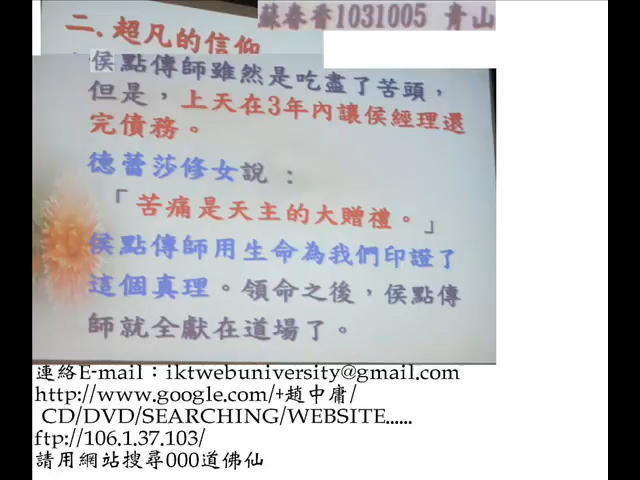 蘇春香1031005 青山
二.超凡的信仰
侯點傳師雖然是吃盡了苦頭，
但是，上天在3年內讓侯經理還
完債務。
德蕾莎修女說：
「苦痛是天主的大贈禮。」
侯點傳師用生命為我們印證了
這個真理。領命之後，侯點傳
師就全獻在道場了。
連絡E-mail：iktwebuniversity@gmail.com
http://www.google.com/+趙中庸/
CD/DVD/SEARCHING/WEBSITE......
ftp://106.1.37.103/
請用網站搜尋000道佛仙